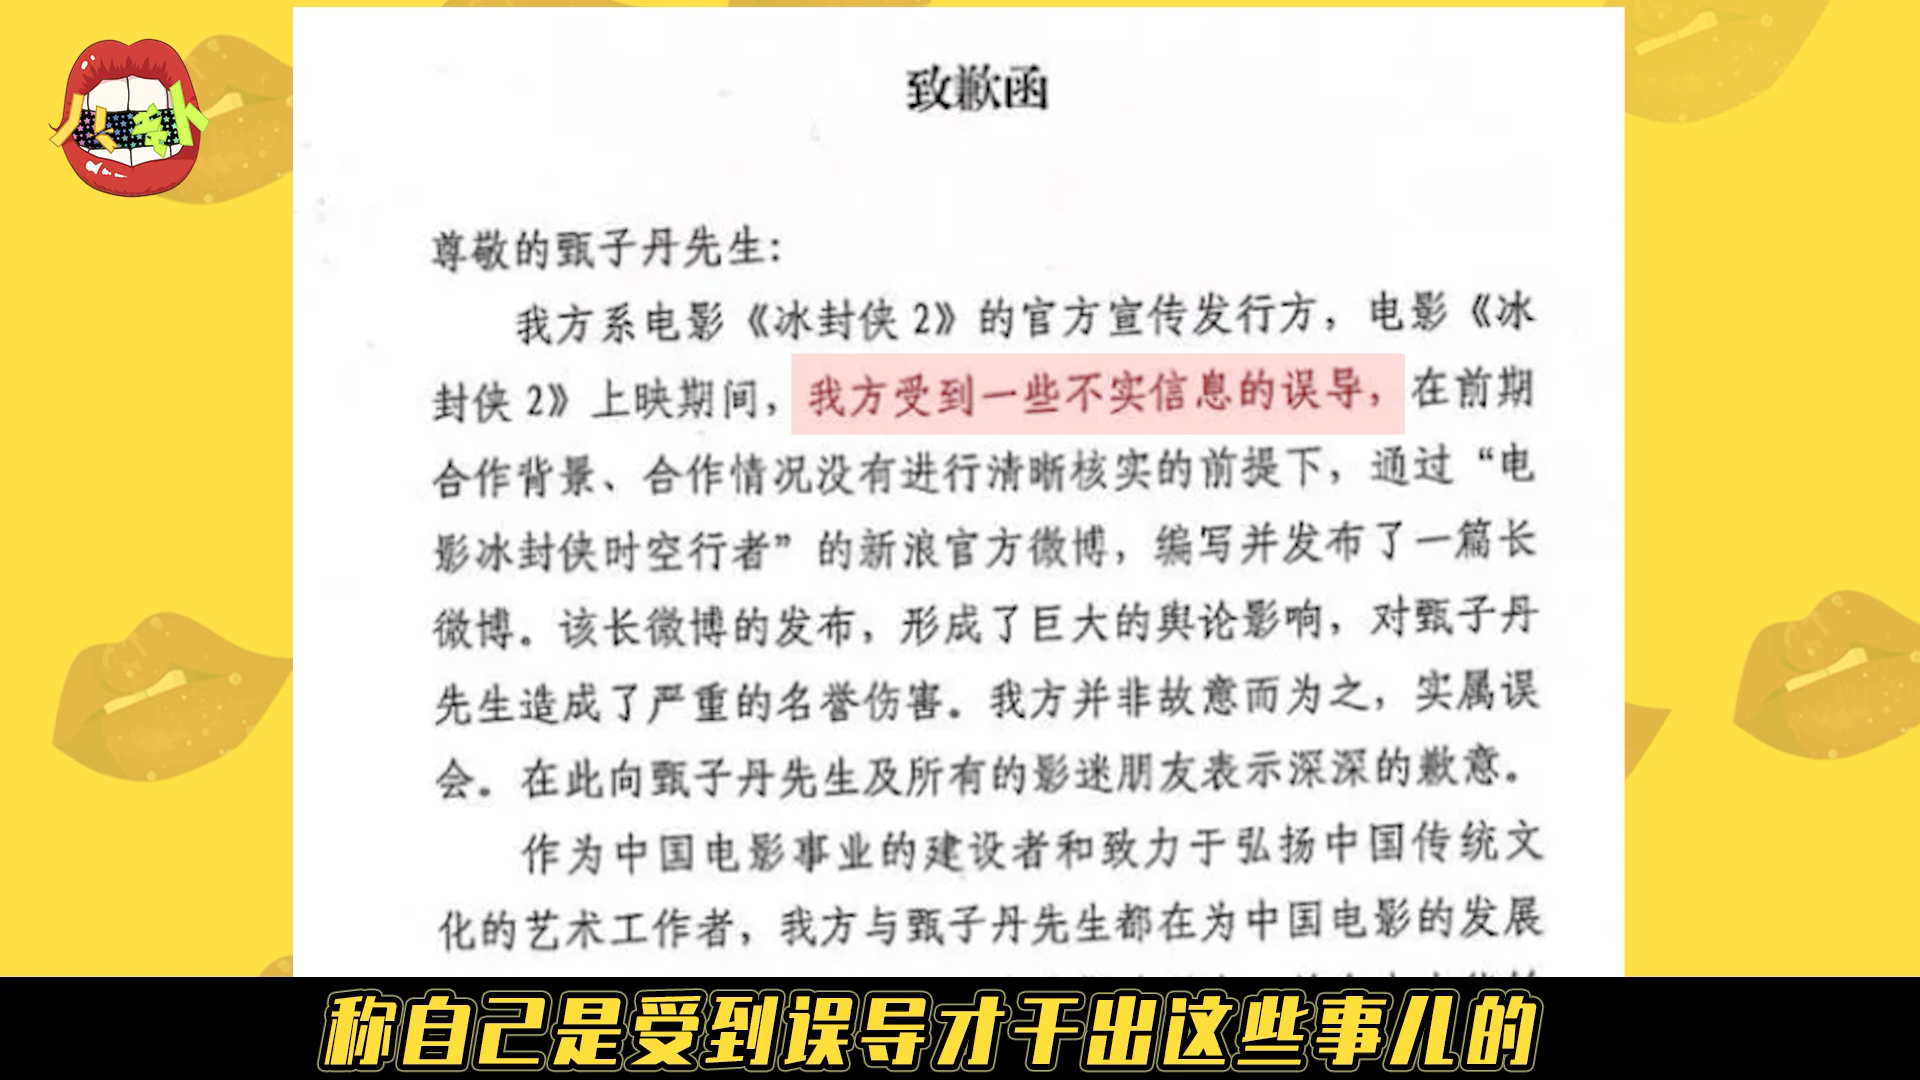 八卦
致歉函
尊敬的甄子丹先生：
我方系电影《冰封侠2》的官方宣传发行方，电影《冰
封侠2》上映期间，我方受到一些不实信息的误导，在前期
合作背景、合作情况没有进行清晰核实的前提下，通过“电
影冰封侠时空行者”的新浪官方微博，编写并发布了一篇长
微博。该长微博的发布，形成了巨大的舆论影响，对甄子丹
先生造成了严重的名誉伤害。我方并非故意而为之，实属误
会。在此向甄子丹先生及所有的影迷朋友表示深深的歉意。
作为中国电影事业的建设者和致力于弘扬中国传统文
化的艺术工作者，我方与甄子丹先生都在为中国电影的发展
称自己是受到误导才干出这些事儿的